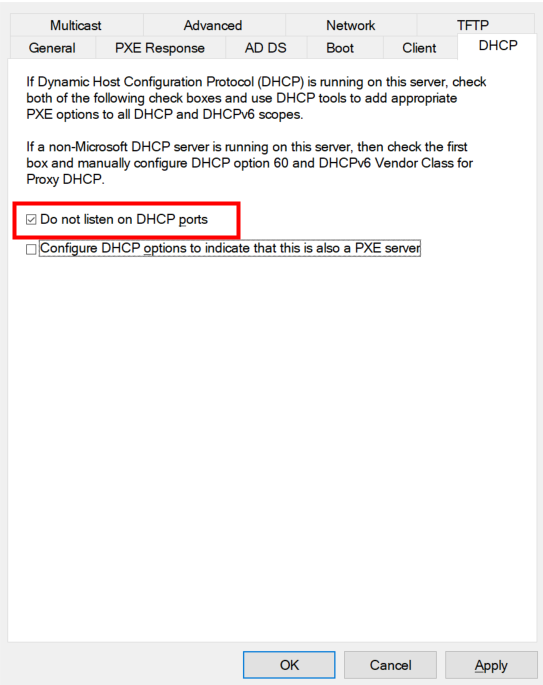 Multicast Advanced Network TFTP
General PXE Response AD DS Boot Client DHCP
If Dynamic Host Configuration Protocol (DHCP) is running on this server, check
both of the following check boxes and use DHCP tools to add appropriate
PXE options to all DHCP and DHCPv6 scopes.
If a non-Microsoft DHCP server is running on this server, then check the first
box and manually configure DHCP option 60 and DHCPv6 Vendor Class for
Proxy DHCP.
Do not listen on DHCP ports
Configure DHCP options to indicate that this is also a PXE server
OK Cancel Apply